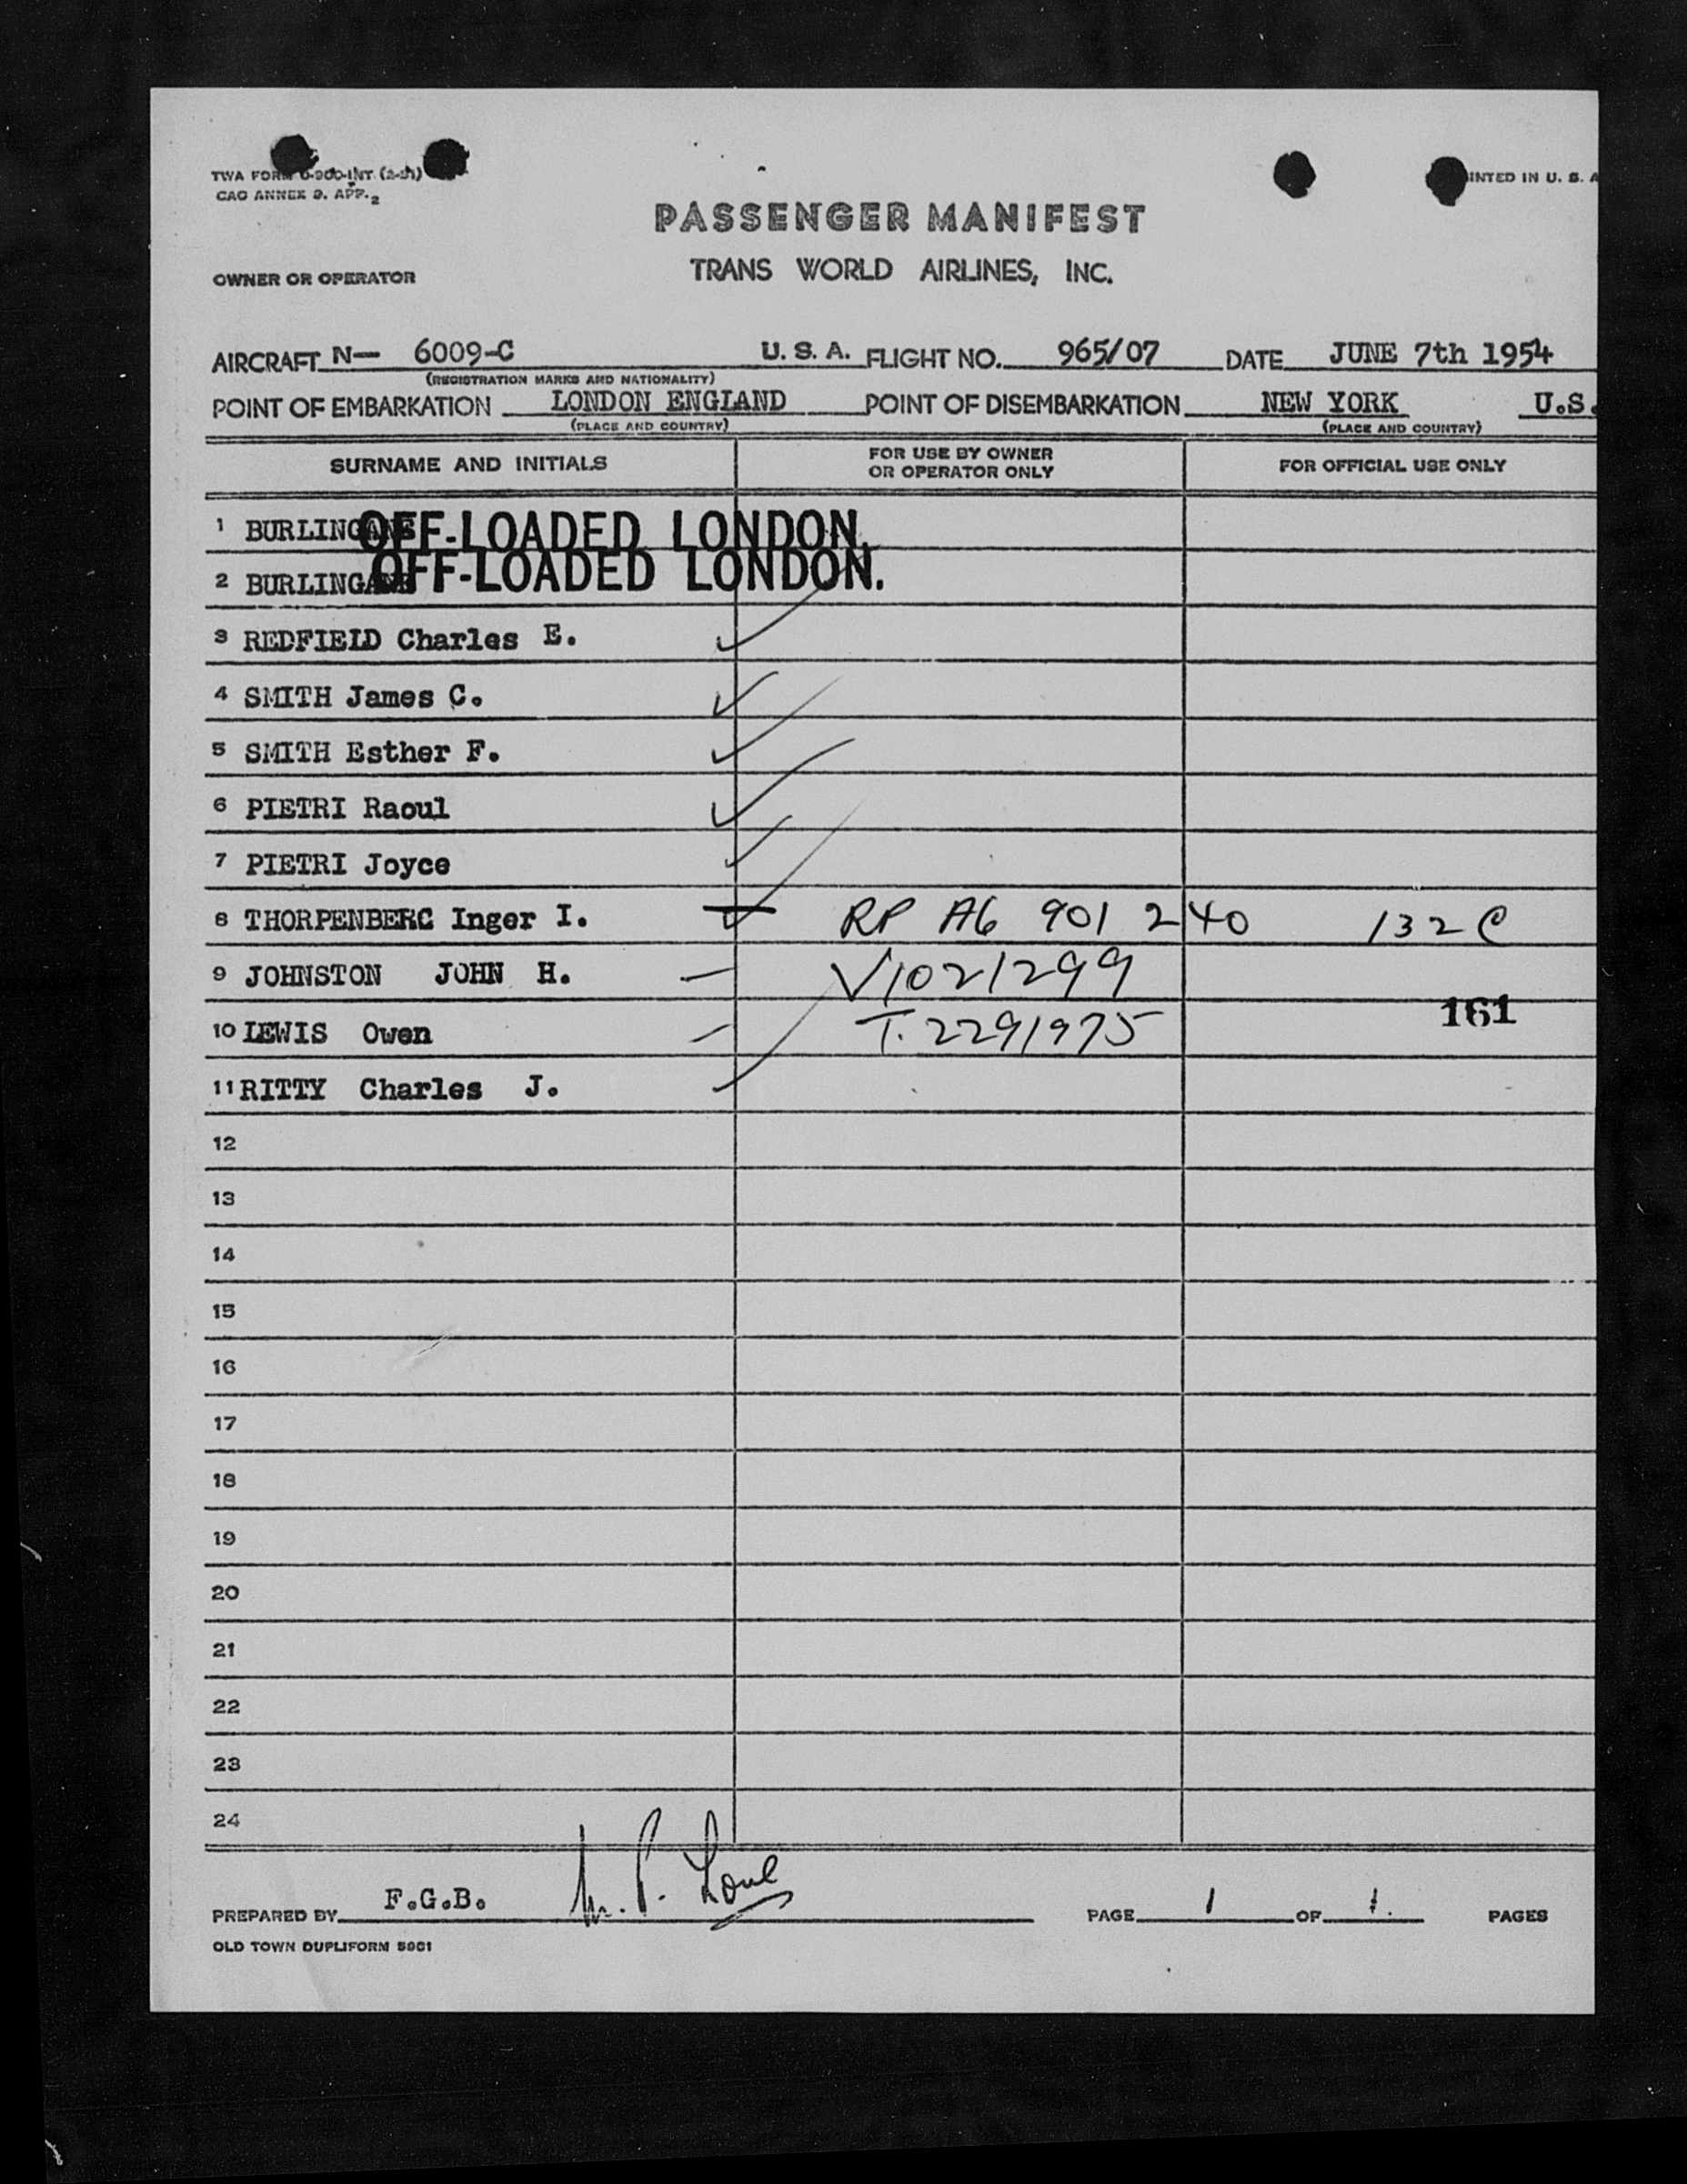 TWA FORM O-900-INT. (2-51)
CAO ANNEX 9. APP. 2
INTED IN U. S. A
PASSENGER MANIFEST
OWNER OR OPERATOR
TRANS WORLD AIRLINES, INC.
AIRCRAFT N— 6009-C U. S. A. FLIGHT NO. 965/07 DATE JUNE 7th 1954
(REGISTRATION MARKS AND NATIONALITY)
POINT OF EMBARKATION LONDON ENGLAND POINT OF DISEMBARKATION NEW YORK U.S.
(PLACE AND COUNTRY) (PLACE AND COUNTRY)
SURNAME AND INITIALS FOR USE BY OWNER OR OPERATOR ONLY FOR OFFICIAL USE ONLY
1 BURLINGAME OFF-LOADED LONDON.
2 BURLINGAME OFF-LOADED LONDON.
3 REDFIELD Charles E.
4 SMITH James C.
5 SMITH Esther F.
6 PIETRI Raoul
7 PIETRI Joyce
8 THORPENBERG Inger I. RP A6 901 240 132 C
9 JOHNSTON JOHN H. V1021299
161
10 LEWIS Owen T. 2291975
11 RITTY Charles J.
12
13
14
15
16
17
18
19
20
21
22
23
24
PREPARED BY F.G.B. PAGE 1 OF 1. PAGES
OLD TOWN DUPLIFORM 5961